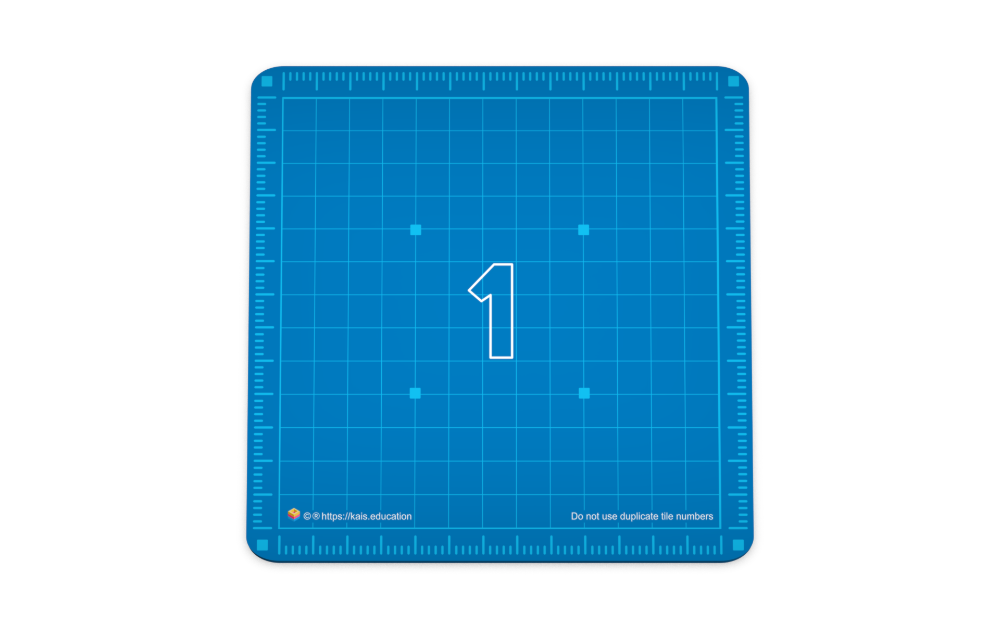 1
©® https://kais.education
Do not use duplicate tile numbers